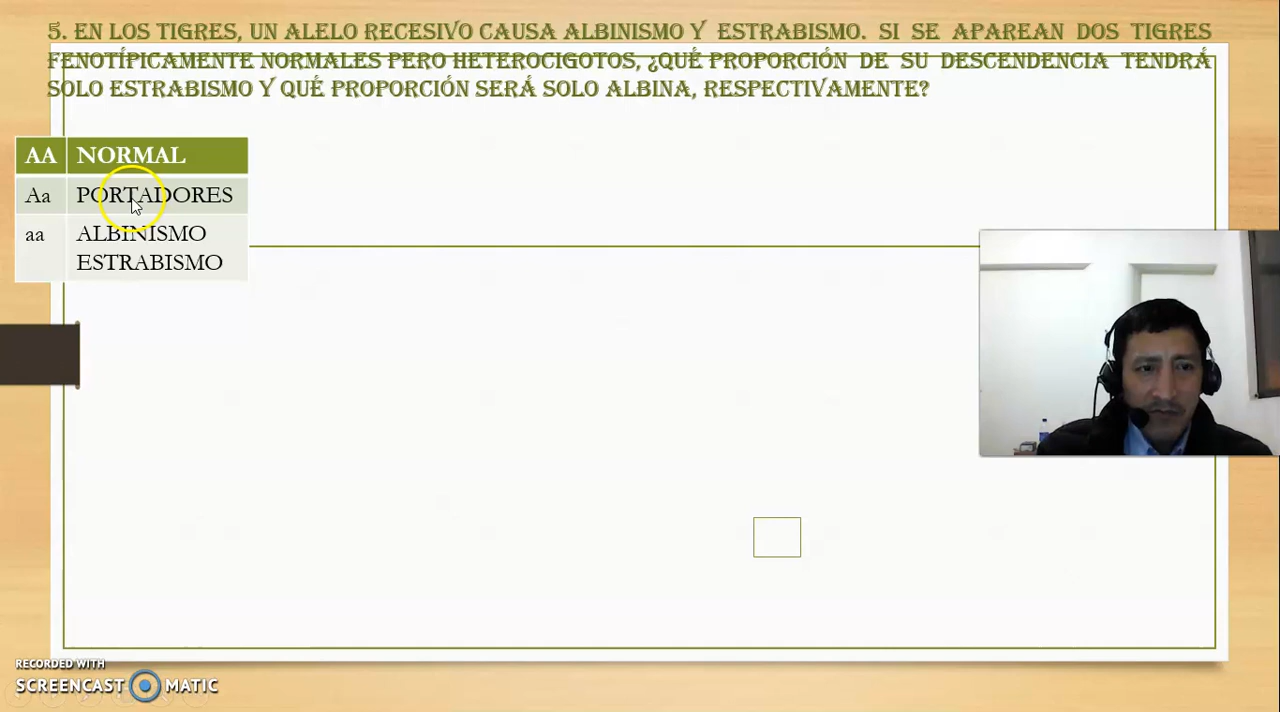 5. EN LOS TIGRES, UN ALELO RECESIVO CAUSA ALBINISMO Y ESTRABISMO. SI SE APAREAN DOS TIGRES
FENOTÍPICAMENTE NORMALES PERO HETEROCIGOTOS, ¿QUÉ PROPORCIÓN DE SU DESCENDENCIA TENDRÁ
SOLO ESTRABISMO Y QUÉ PROPORCIÓN SERÁ SOLO ALBINA, RESPECTIVAMENTE?
AA NORMAL
Aa PORTADORES
aa ALBINISMO
ESTRABISMO
RECORDED WITH
SCREENCAST MATIC